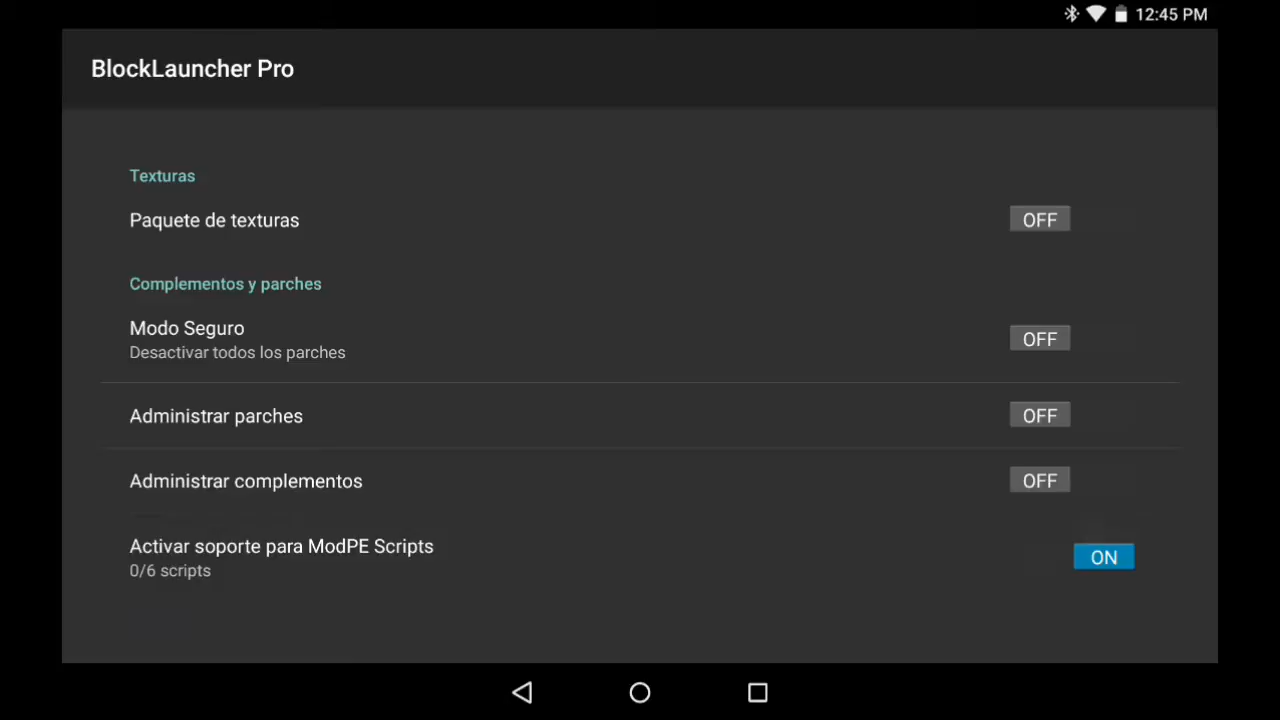 12:45 PM
BlockLauncher Pro
Texturas
Paquete de texturas
OFF
Complementos y parches
Modo Seguro
Desactivar todos los parches
OFF
Administrar parches
OFF
Administrar complementos
OFF
Activar soporte para ModPE Scripts
0/6 scripts
ON